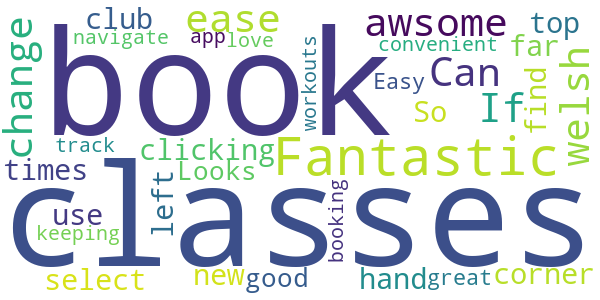 change
club
navigate
ease
app
love
awsome
top
convenient
far
book
workouts
Easy
Can
find
So
If
welsh
track
clicking
Fantastic
times
Looks
left
classes
use
keeping
booking
select
new
good
hand
great
corner